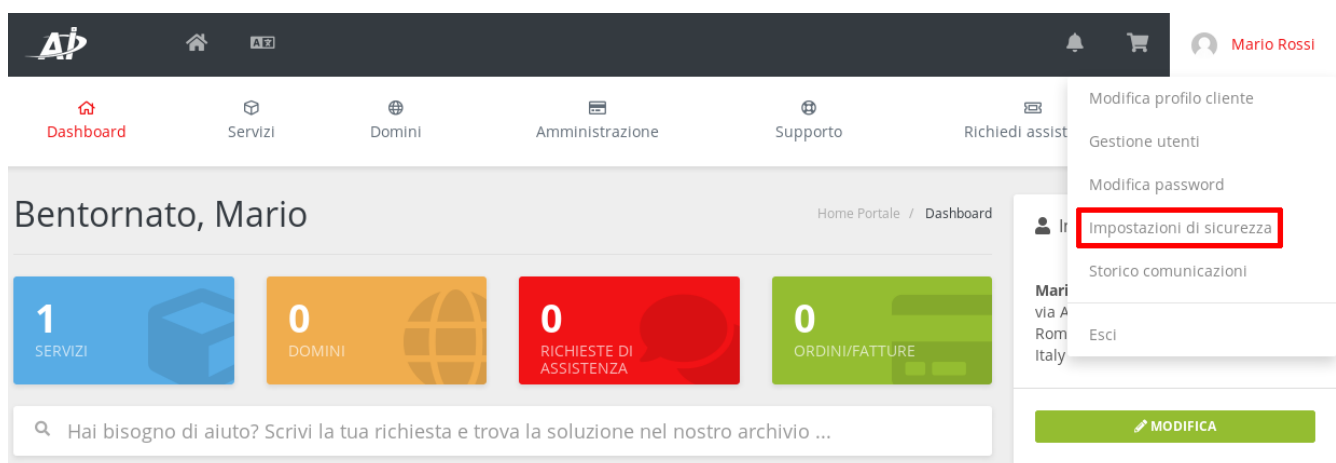 Mario Rossi
Dashboard
Servizi
Domini
Amministrazione
Supporto
Richiedi
Modifica profilo cliente
Gestione utenti
Modifica password
Impostazioni di sicurezza
Storico comunicazioni
Esci
Bentornato, Mario
Home Portale / Dashboard
1
SERVIZI
0
DOMINI
0
RICHIESTE DI
ASSISTENZA
0
ORDINI/FATTURE
via
Italy
Hai bisogno di aiuto? Scrivi la tua richiesta e trova la soluzione nel nostro archivio ...
MODIFICA